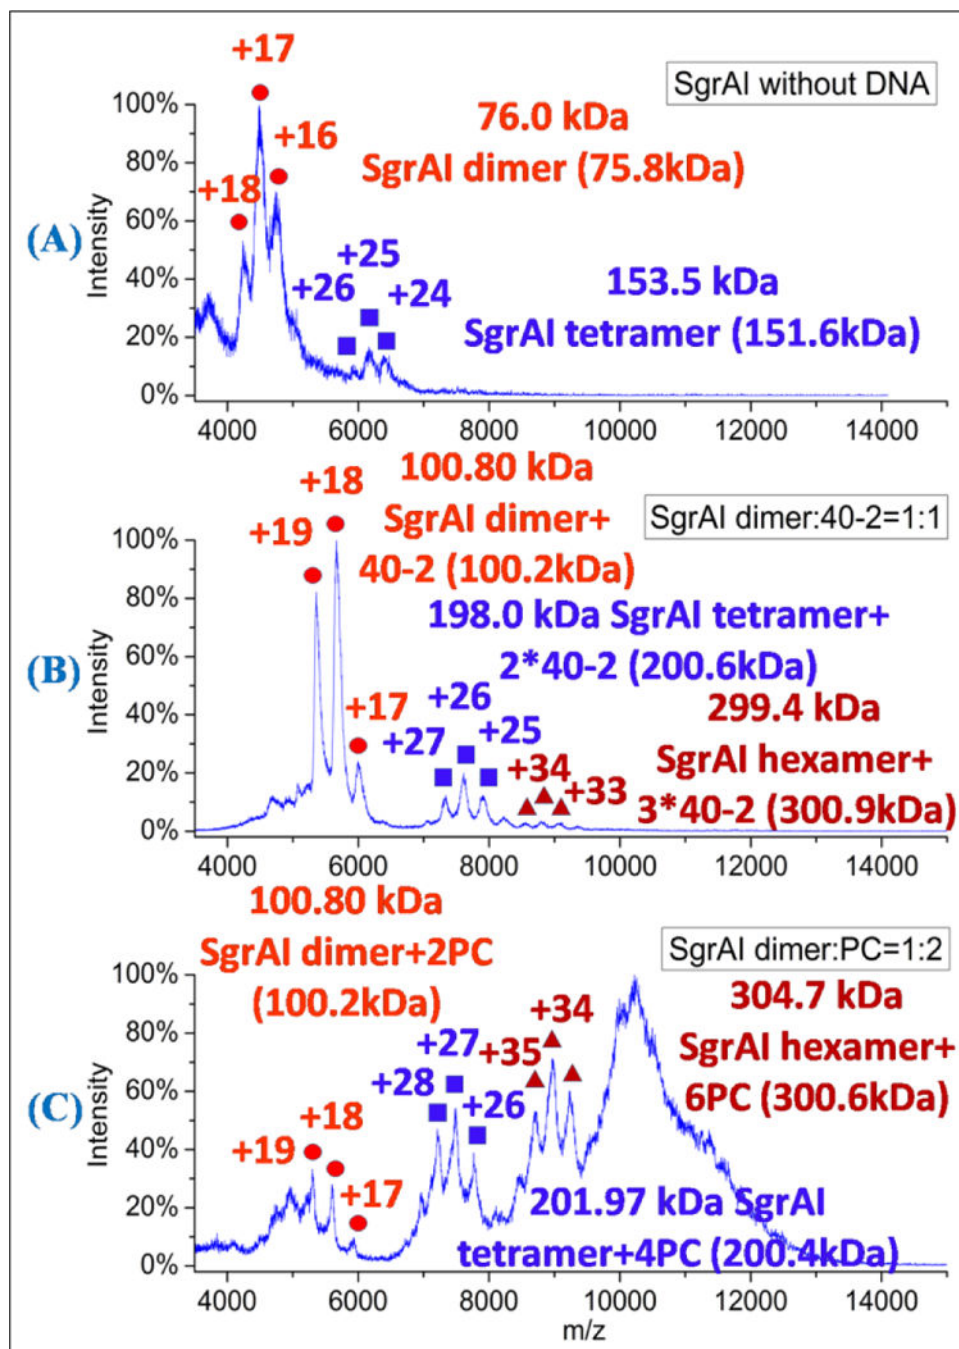 +17
SgrAI without DNA
100%
76.0 kDa
+16
SgrAI dimer (75.8kDa)
80%
+18
60%
(A)
Intensity
+25
+26
+24
153.5 kDa
40%
SgrAI tetramer (151.6kDa)
20%
0%
4000 6000 8000 10000 12000 14000
+18
100.80 kDa
SgrAI dimer:40-2=1:1
+19
SgrAI dimer+
100%
40-2 (100.2kDa)
80%
198.0 kDa SgrAI tetramer+
60%
(B)
Intensity
2*40-2 (200.6kDa)
+26
299.4 kDa
40%
+17
+27
+25
SgrAI hexamer+
+34
+33
20%
3*40-2 (300.9kDa)
0%
4000 6000 8000 10000 12000 14000
100.80 kDa
SgrAI dimer:PC=1:2
SgrAI dimer+2PC
100%
(100.2kDa)
304.7 kDa
+34
80%
+27
+35
SgrAI hexamer+
+28
60%
6PC (300.6kDa)
(C)
Intensity
+26
+18
40%
+19
+17
20%
201.97 kDa SgrAI
tetramer+4PC (200.4kDa)
0%
4000 6000 8000 10000 12000 14000
m/z